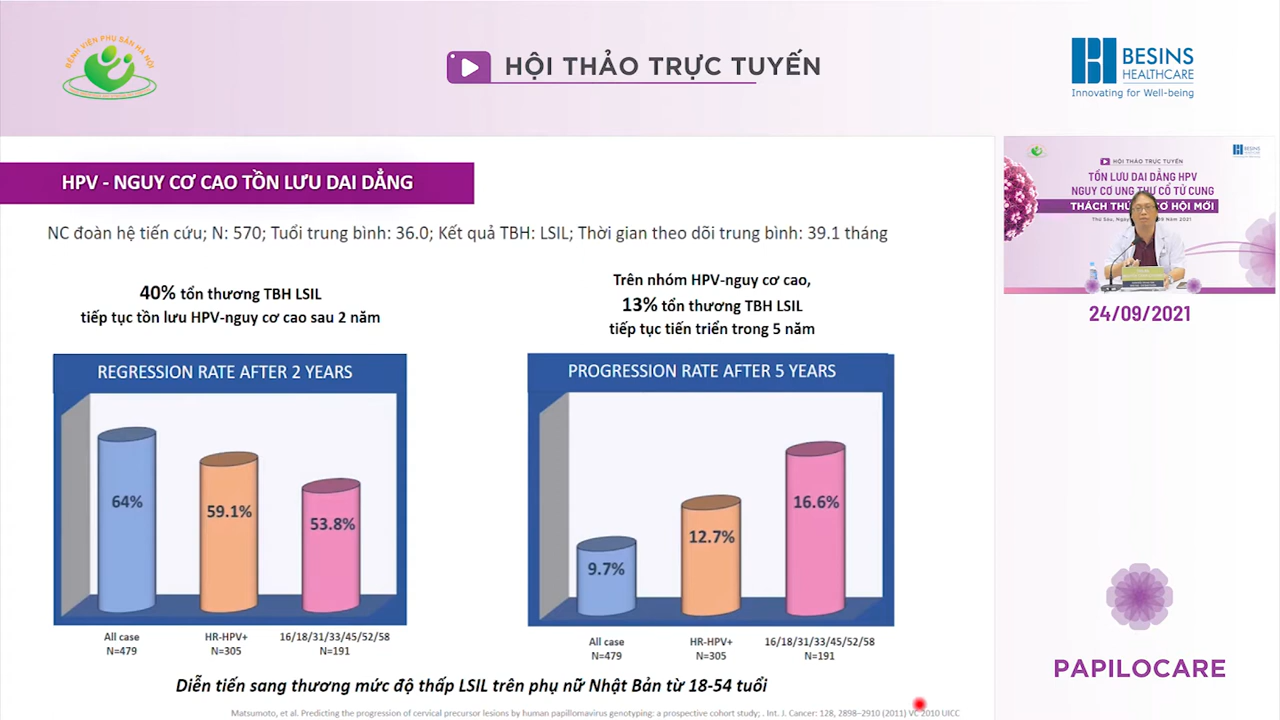 BỆNH VIỆN PHỤ SẢN HÀ NỘI
HỘI THẢO TRỰC TUYẾN
BESINS
HEALTHCARE
Innovating for Well-being
HPV - NGUY CƠ CAO TỒN LƯU DAI DẲNG
NC đoàn hệ tiến cứu; N: 570; Tuổi trung bình: 36.0; Kết quả TBH: LSIL; Thời gian theo dõi trung bình: 39.1 tháng
40% tổn thương TBH LSIL
tiếp tục tồn lưu HPV-nguy cơ cao sau 2 năm
REGRESSION RATE AFTER 2 YEARS
64%
59.1%
53.8%
All case
N=479
HR-HPV+
N=305
16/18/31/33/45/52/58
N=191
Trên nhóm HPV-nguy cơ cao,
13% tổn thương TBH LSIL
tiếp tục tiến triển trong 5 năm
PROGRESSION RATE AFTER 5 YEARS
9.7%
12.7%
16.6%
All case
N=479
HR-HPV+
N=305
16/18/31/33/45/52/58
N=191
Diễn tiến sang thương mức độ thấp LSIL trên phụ nữ Nhật Bản từ 18-54 tuổi
Matsumoto, et al. Predicting the progression of cervical precursor lesions by human papillomavirus genotyping: a prospective cohort study; . Int. J. Cancer: 128, 2898–2910 (2011) VC 2010 UICC
HỘI THẢO TRỰC TUYẾN
BESINS
TỒN LƯU DAI DẲNG HPV
NGUY CƠ UNG THƯ CỔ TỬ CUNG
THÁCH THỨ CƠ HỘI MỚI
Thứ Sáu, Ngày 2021
24/09/2021
PAPILOCARE